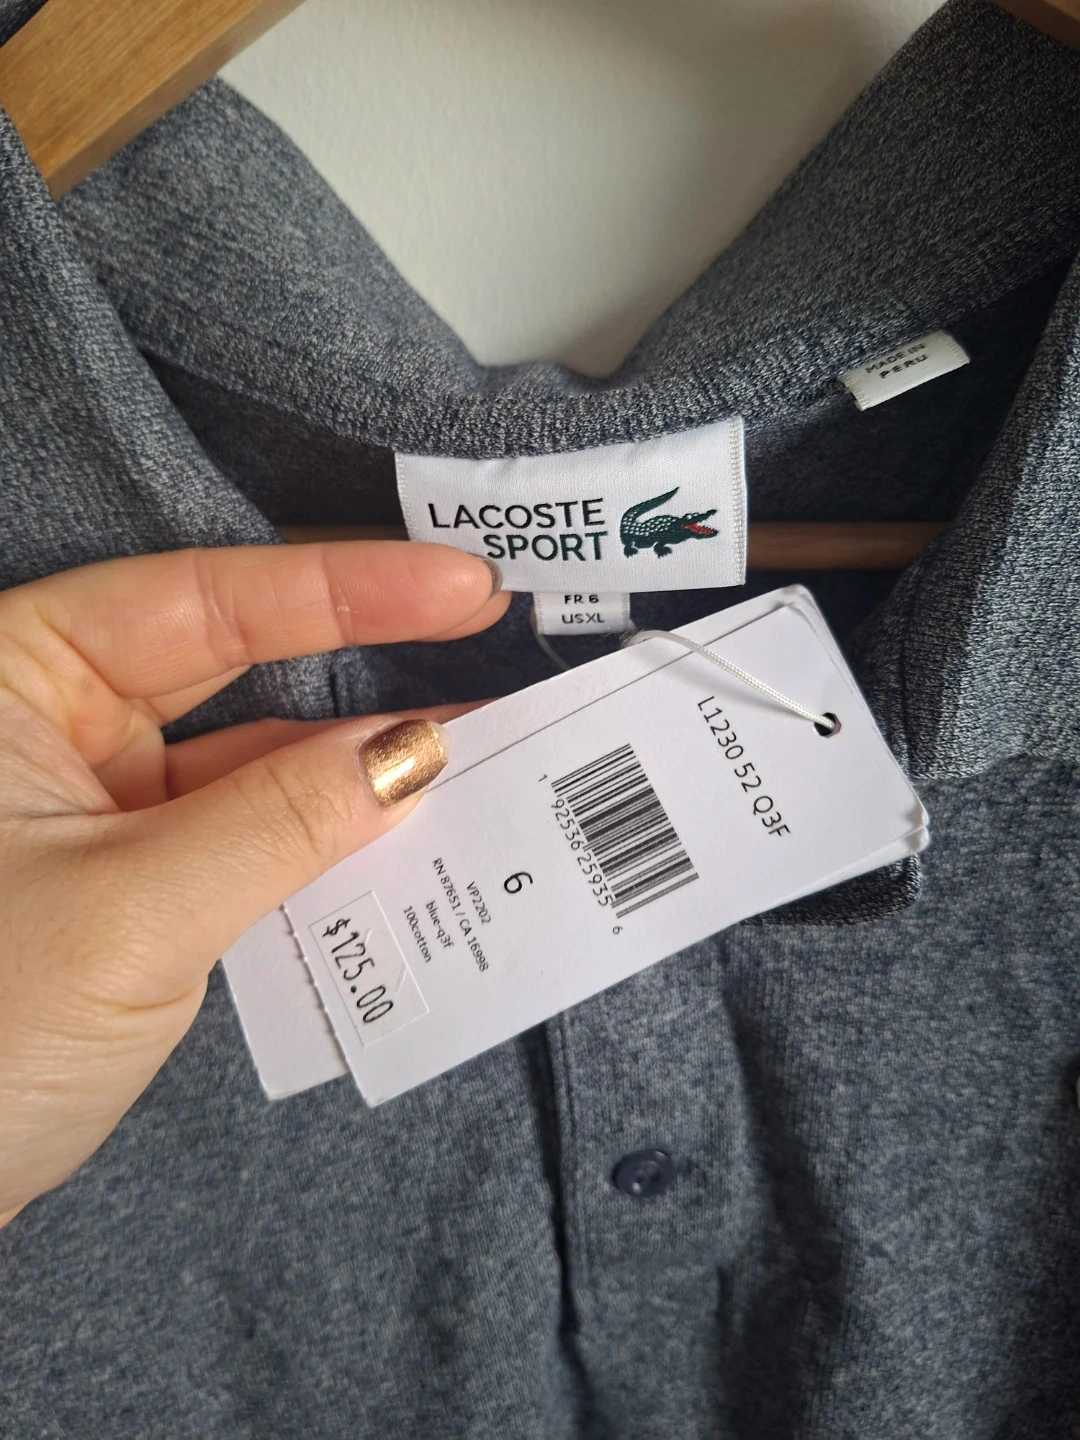 MADE IN
PERU
LACOSTE
SPORT
FR 6
US XL
L1230 52 Q3F
1 92536 25935 6
6
VP2202
RN 87651 / CA 16998
blue-q3f
100cotton
$125.00